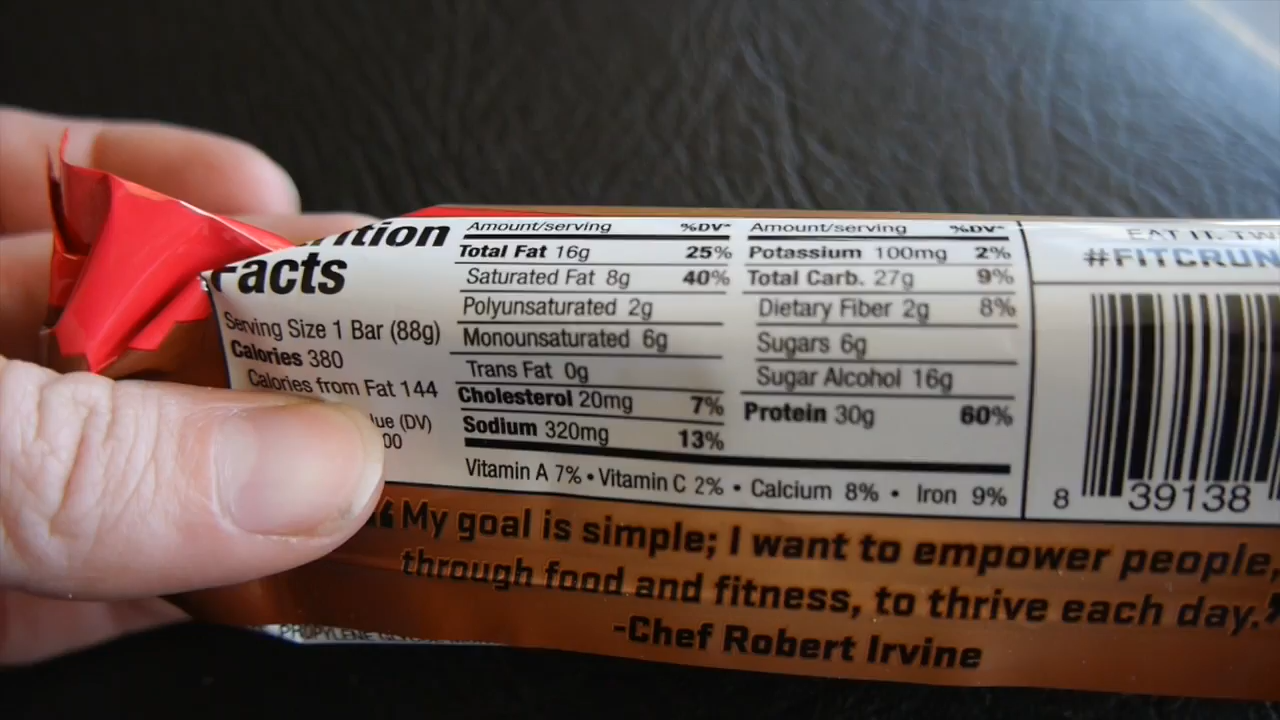 Facts
Serving Size 1 Bar (88g)
Calories 380
Calories from Fat 144
(DV)
Amount/serving %DV*
Total Fat 16g 25%
Saturated Fat 8g 40%
Polyunsaturated 2g
Monounsaturated 6g
Trans Fat 0g
Cholesterol 20mg 7%
Sodium 320mg 13%
Amount/serving %DV*
Potassium 100mg 2%
Total Carb. 27g 9%
Dietary Fiber 2g 8%
Sugars 6g
Sugar Alcohol 16g
Protein 30g 60%
Vitamin A 7% • Vitamin C 2% • Calcium 8% • Iron 9%
EAT IT.
#FITCRUN
8 39138
“My goal is simple; I want to empower people,
through food and fitness, to thrive each day.”
-Chef Robert Irvine